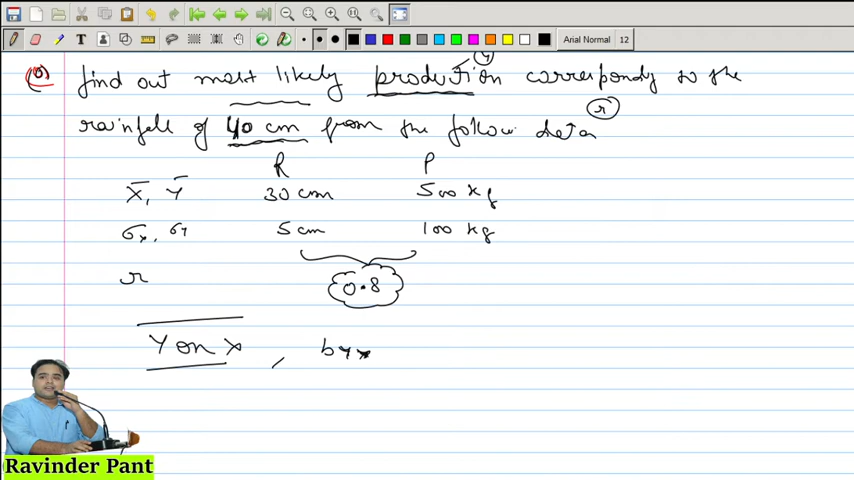 Arial Normal 12
(y)
(Q) find out most likely production correspondy to the
rainfall of 40 cm from the follow data (x)
R P
X̄, Ȳ 30 cm 500 kg
σx, σy 5 cm 100 kg
r 0.8
Y on X, byx
Ravinder Pant